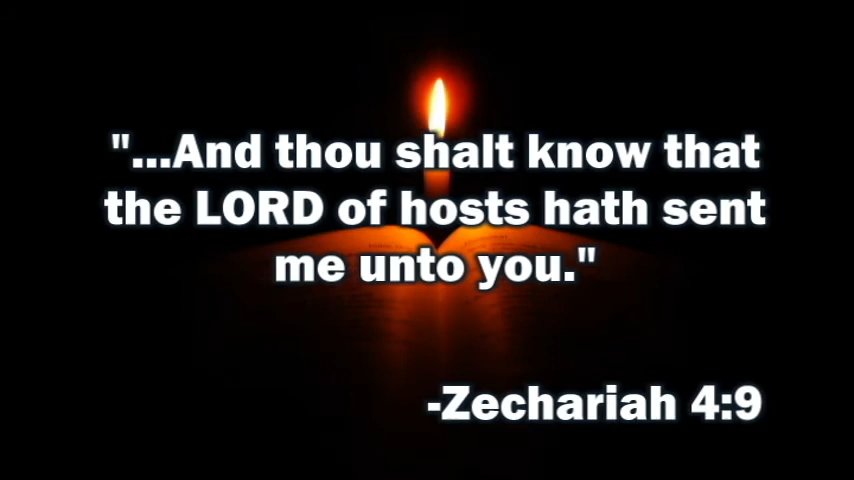 "...And thou shalt know that
the LORD of hosts hath sent
me unto you."
-Zechariah 4:9